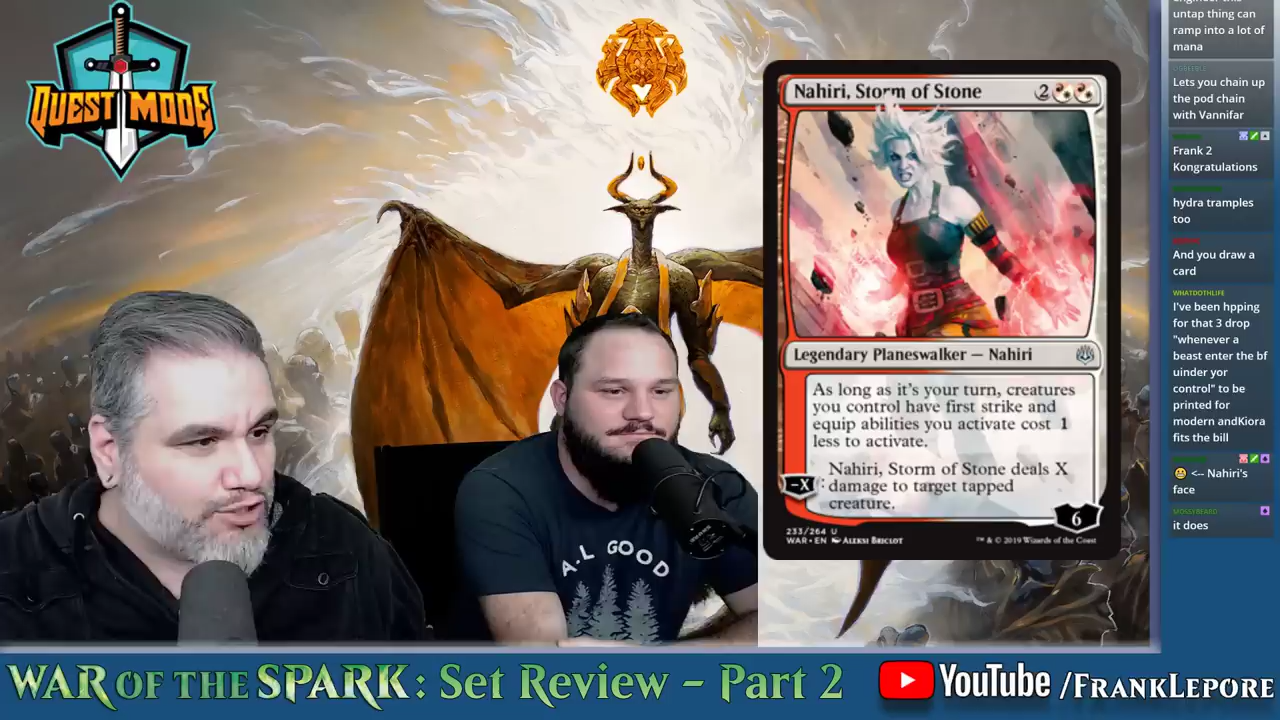 QUEST MODE
Nahiri, Storm of Stone 2
Legendary Planeswalker — Nahiri
As long as it's your turn, creatures
you control have first strike and
equip abilities you activate cost 1
less to activate.
-X: Nahiri, Storm of Stone deals X
damage to target tapped
creature.
6
233/264 U
WAR • EN Aleksi Briclot
™ & © 2019 Wizards of the Coast
A-L GOOD
untap thing can
ramp into a lot of
mana
Lets you chain up
the pod chain
with Vannifar
Frank 2
Kongratulations
hydra tramples
too
And you draw a
card
WHATDOTHLIFE
I've been hpping
for that 3 drop
"whenever a
beast enter the bf
uinder yor
control" to be
printed for
modern andKiora
fits the bill
<-- Nahiri's
face
MOSSYBEARD
it does
WAR OF THE SPARK: Set Review - Part 2
YouTube /FRANKLEPORE